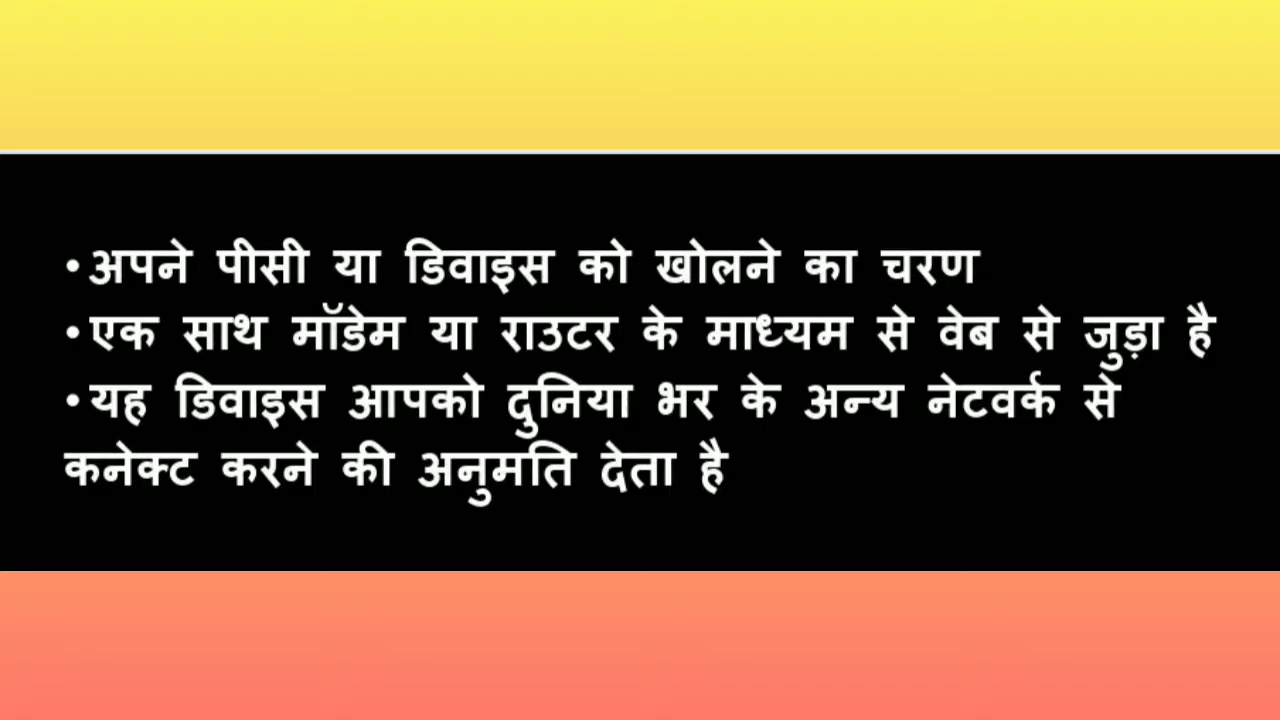 • अपने पीसी या डिवाइस को खोलने का चरण
• एक साथ मॉडेम या राउटर के माध्यम से वेब से जुड़ा है
• यह डिवाइस आपको दुनिया भर के अन्य नेटवर्क से
कनेक्ट करने की अनुमति देता है